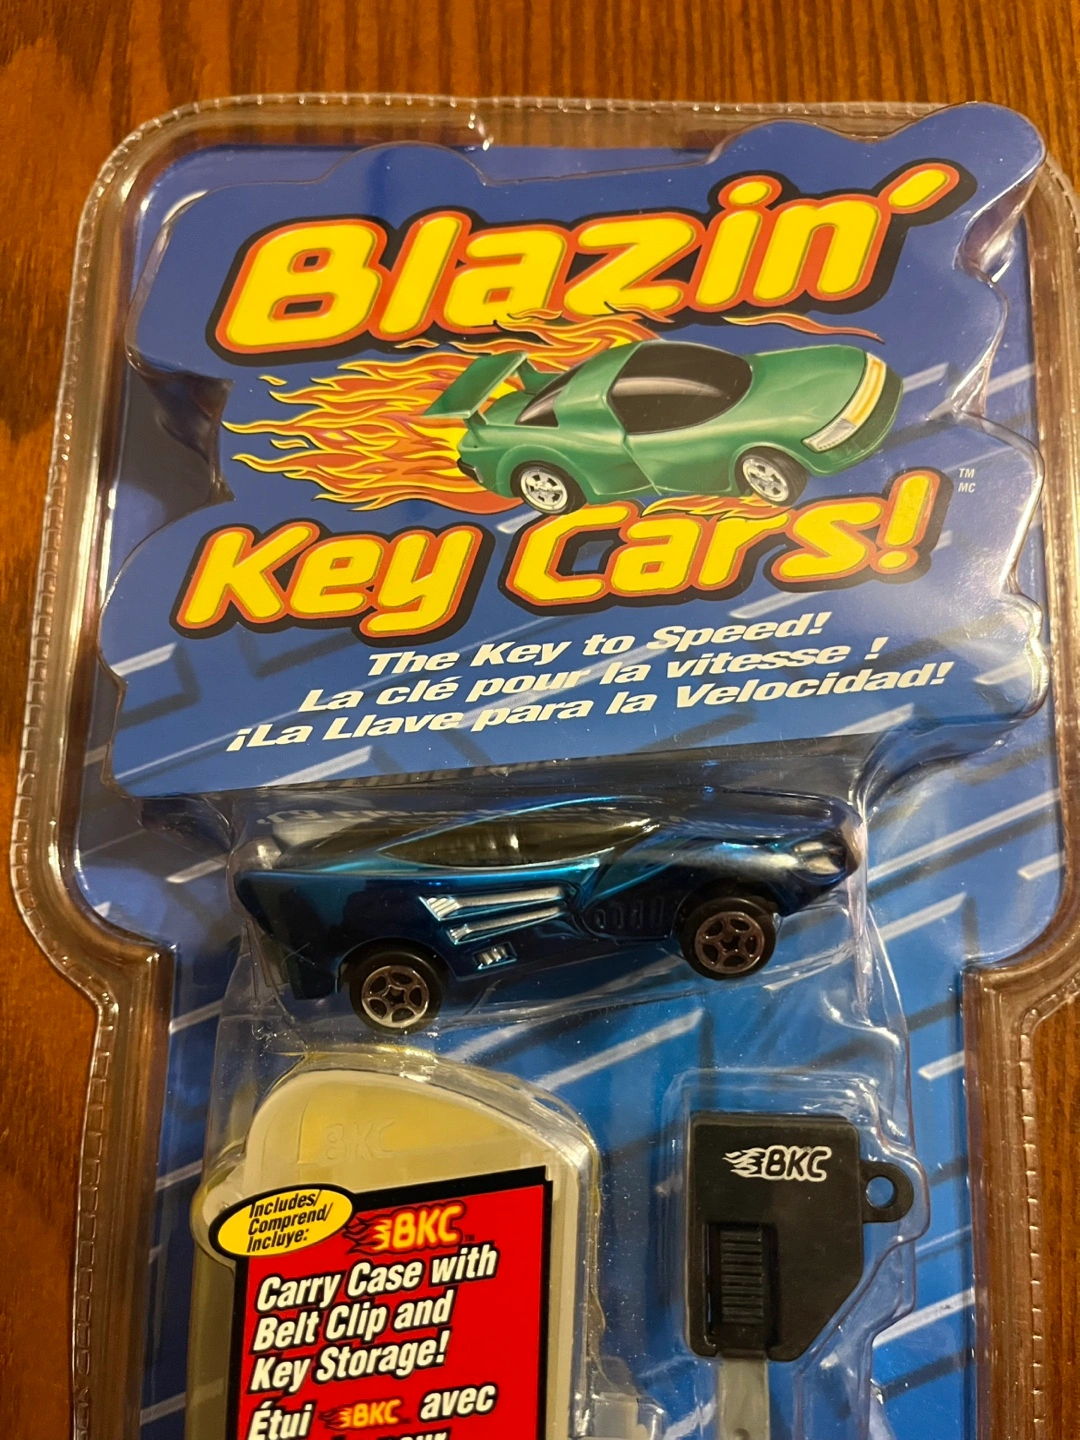 Blazin'
Key Cars!
TM
MC
The Key to Speed!
La clé pour la vitesse !
¡La Llave para la Velocidad!
BKC
BKC
Includes/
Comprend/
Incluye:
BKC
Carry Case with
Belt Clip and
Key Storage!
Étui BKC avec